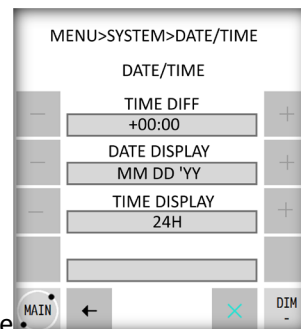 MENU>SYSTEM>DATE/TIME
DATE/TIME
TIME DIFF
− +00:00 +
DATE DISPLAY
− MM DD 'YY +
TIME DISPLAY
− 24H +
e MAIN ← × DIM
-